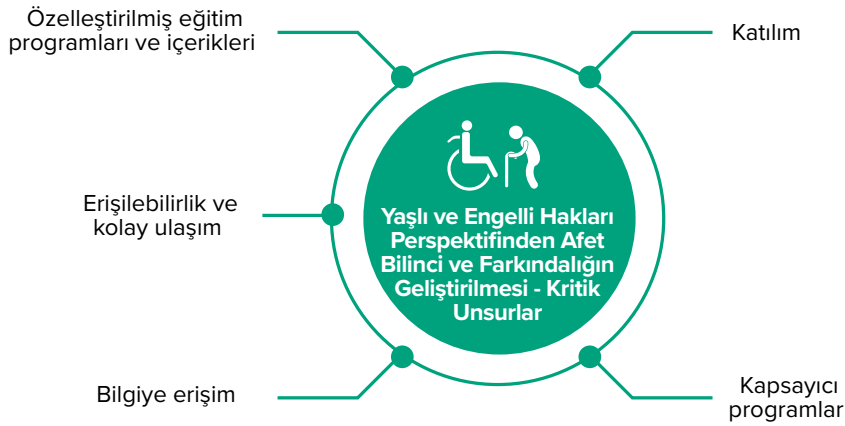 Özelleştirilmiş eğitim
programları ve içerikleri
Katılım
Erişilebilirlik ve
kolay ulaşım
Yaşlı ve Engelli Hakları
Perspektifinden Afet
Bilinci ve Farkındalığın
Geliştirilmesi - Kritik
Unsurlar
Bilgiye erişim
Kapsayıcı
programlar